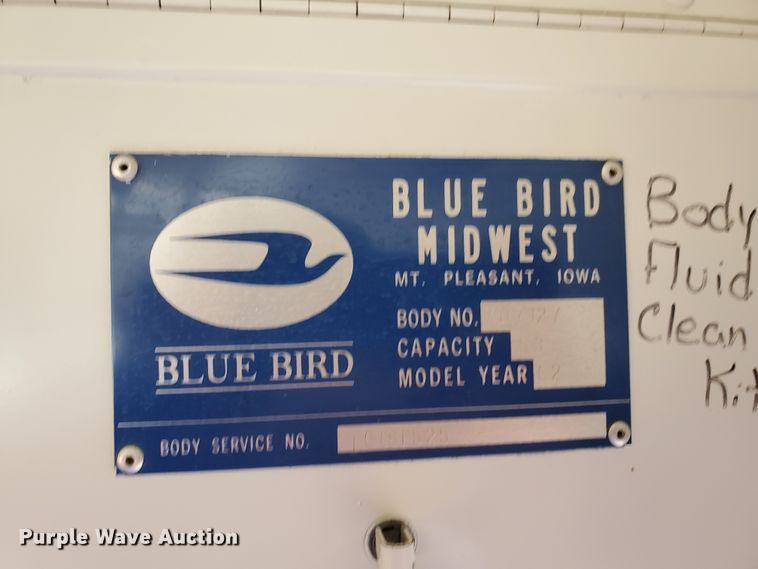 BLUE BIRD
MIDWEST
MT. PLEASANT, IOWA
BODY NO.
CAPACITY
MODEL YEAR
BLUE BIRD
BODY SERVICE NO.
Body
Fluid
Clean
Kit
Purple Wave Auction